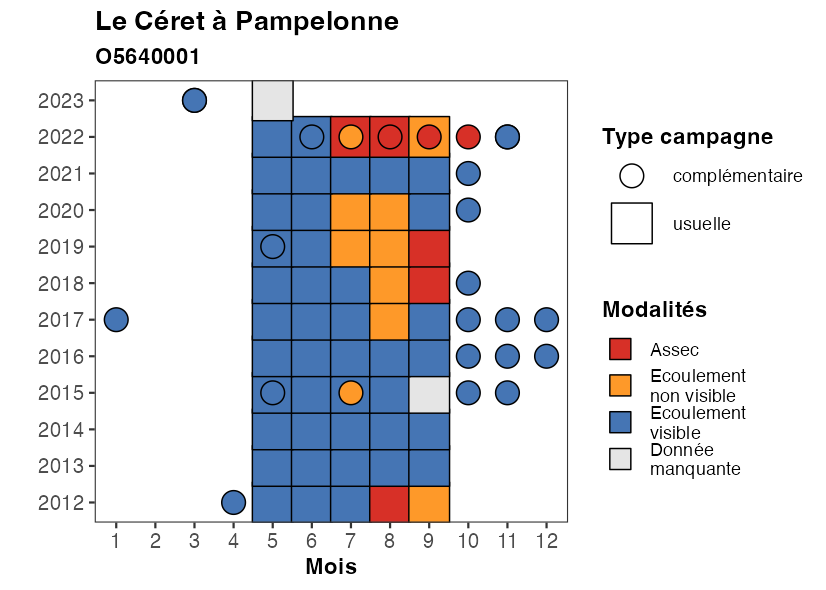 Le Céret à Pampelonne
O5640001
2023
2022
2021
2020
2019
2018
2017
2016
2015
2014
2013
2012
1 2 3 4 5 6 7 8 9 10 11 12
Mois
Type campagne
complémentaire
usuelle
Modalités
Assec
Ecoulement
non visible
Ecoulement
visible
Donnée
manquante